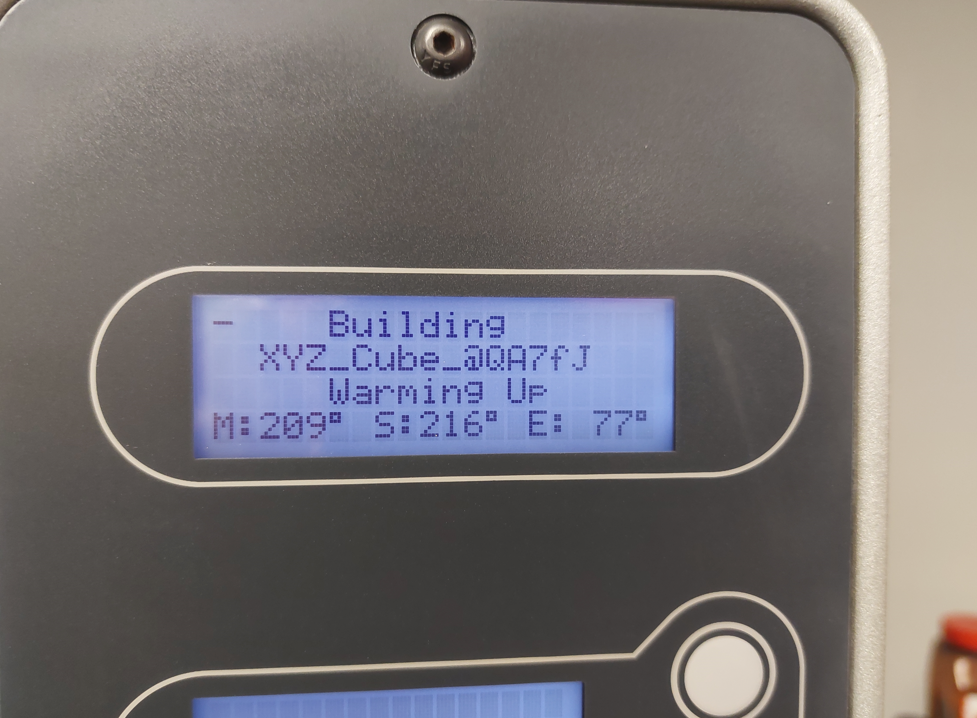 - Building
XYZ_Cube_@QA7fJ
Warming Up
M:209° S:216° E: 77°